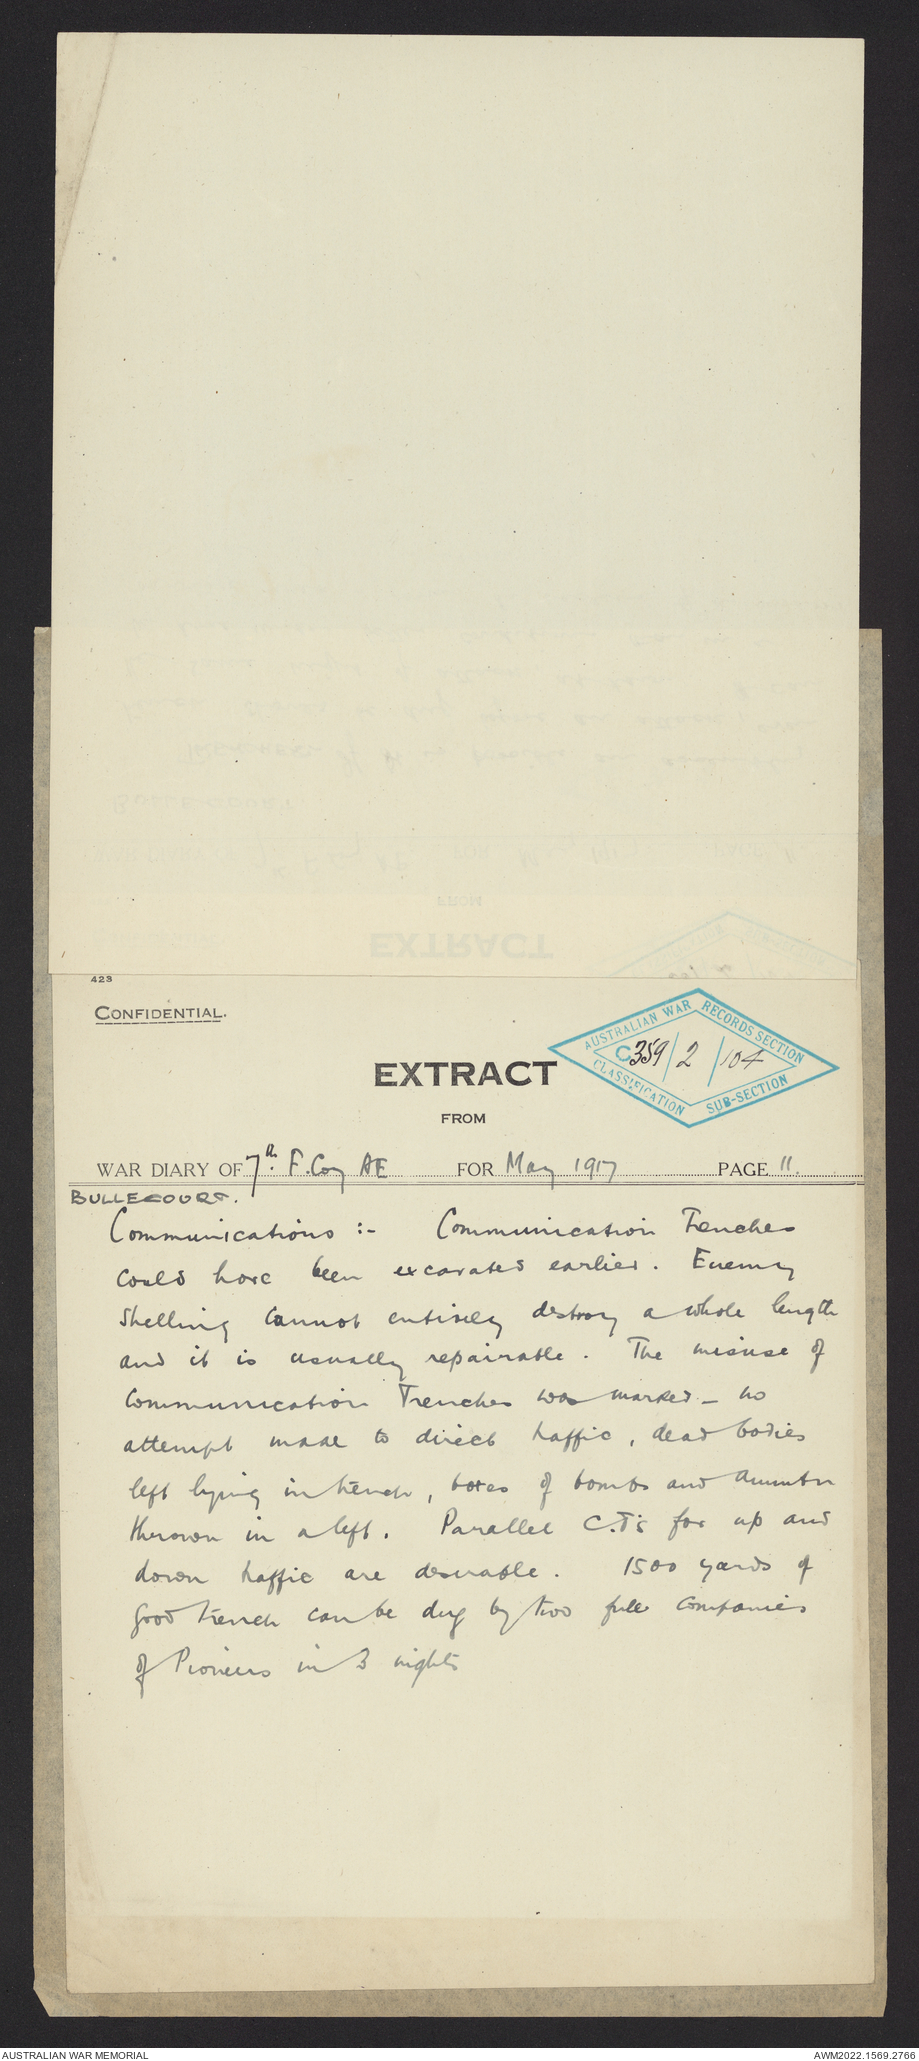 423
CONFIDENTIAL.
AUSTRALIAN WAR RECORDS SECTION
C359/2/104
CLASSIFICATION SUB-SECTION
EXTRACT
FROM
WAR DIARY OF 7th. F. Coy AE FOR May 1917 PAGE 11.
BULLECOURT.
Communications :- Communication Trenches
could have been excavated earlier. Enemy
shelling cannot entirely destroy a whole length
and it is usually repairable. The misuse of
Communication Trenches was marked - no
attempt made to direct traffic, dead bodies
left lying in trench, boxes of bombs and ammtn
thrown in & left. Parallel C.T's for up and
down traffic are desirable. 1500 yards of
good trench can be dug by two full Companies
of Pioneers in 3 nights
AUSTRALIAN WAR MEMORIAL
AWM2022.1569.2766